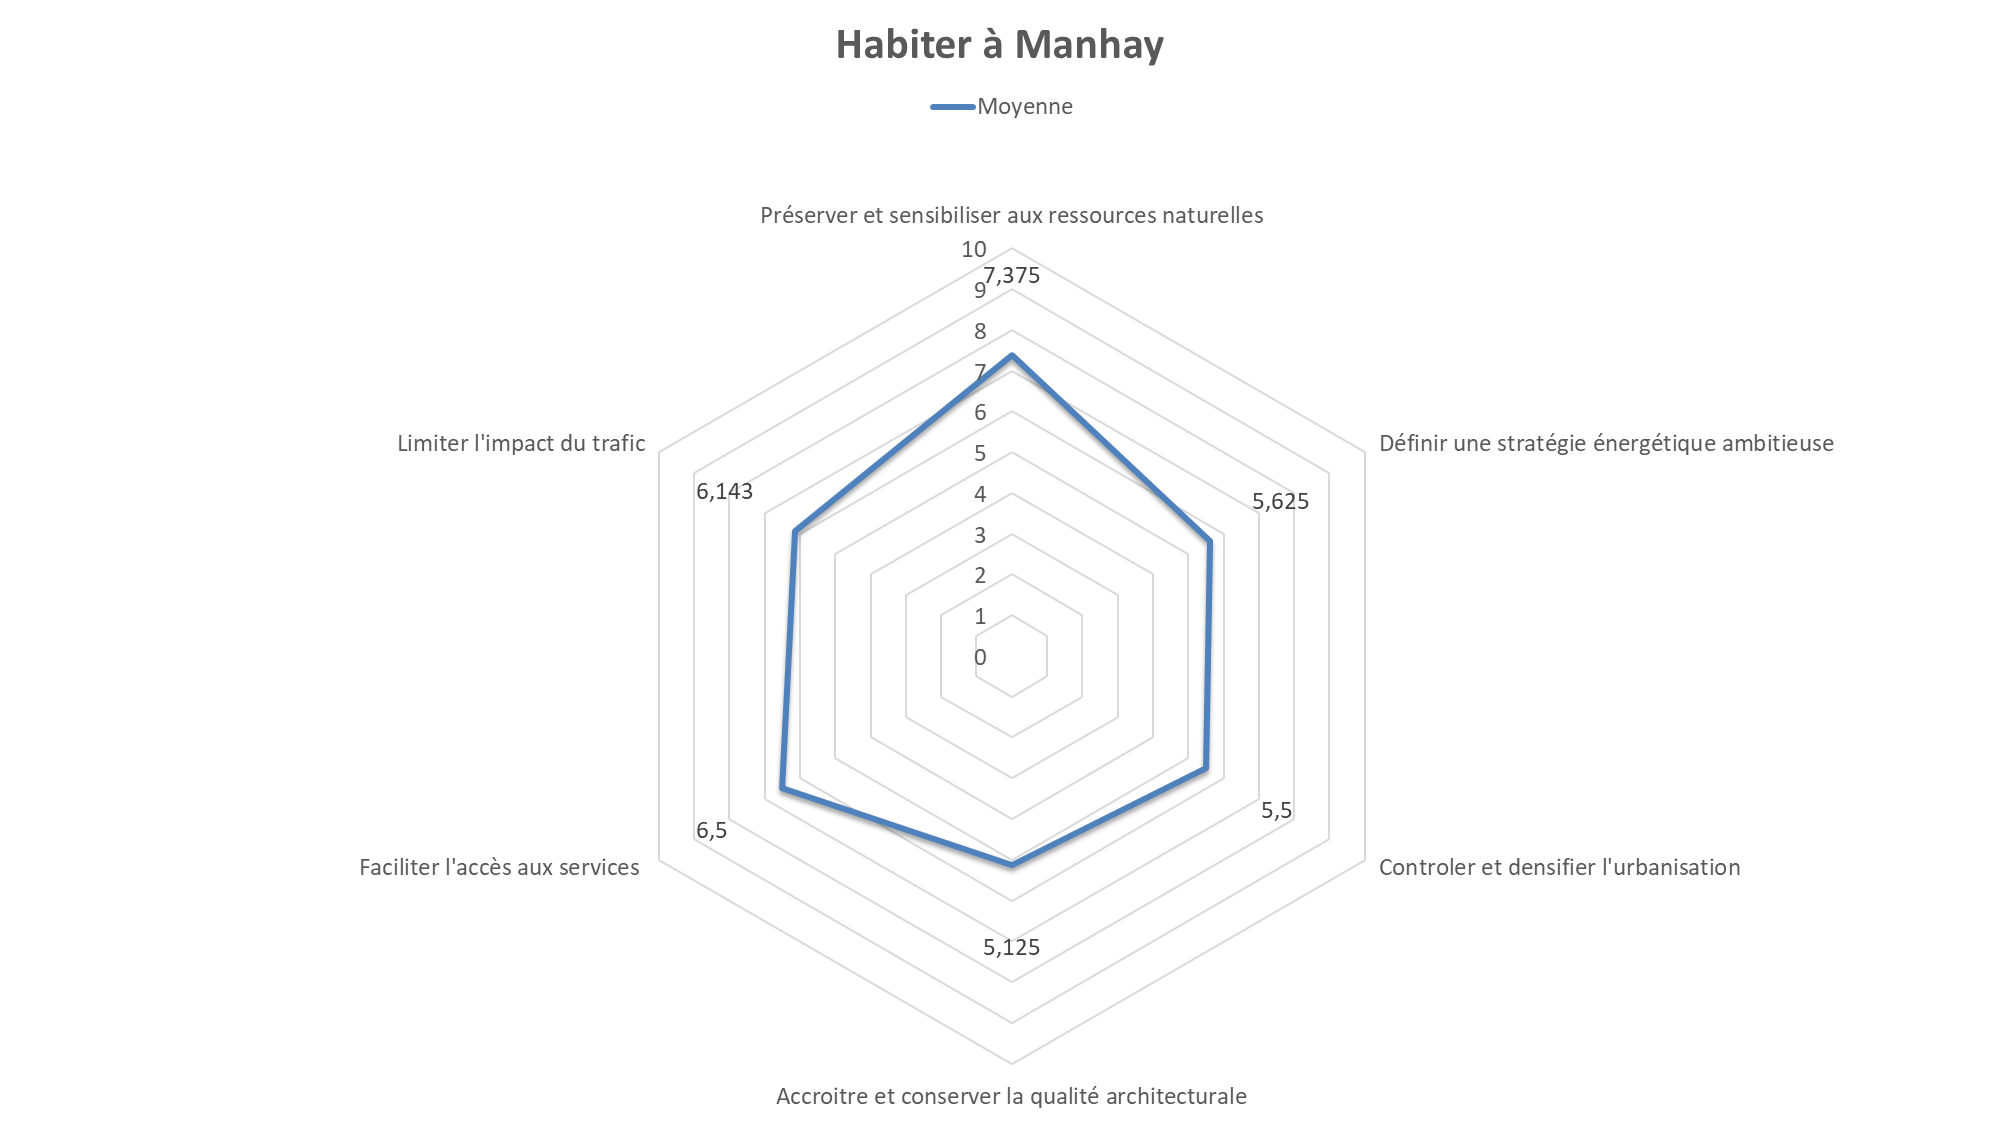 Habiter à Manhay
Moyenne
Préserver et sensibiliser aux ressources naturelles
10
7,375
9
8
7
6
5
4
3
2
1
0
Limiter l'impact du trafic
Définir une stratégie énergétique ambitieuse
6,143
5,625
6,5
5,5
Faciliter l'accès aux services
Controler et densifier l'urbanisation
5,125
Accroitre et conserver la qualité architecturale